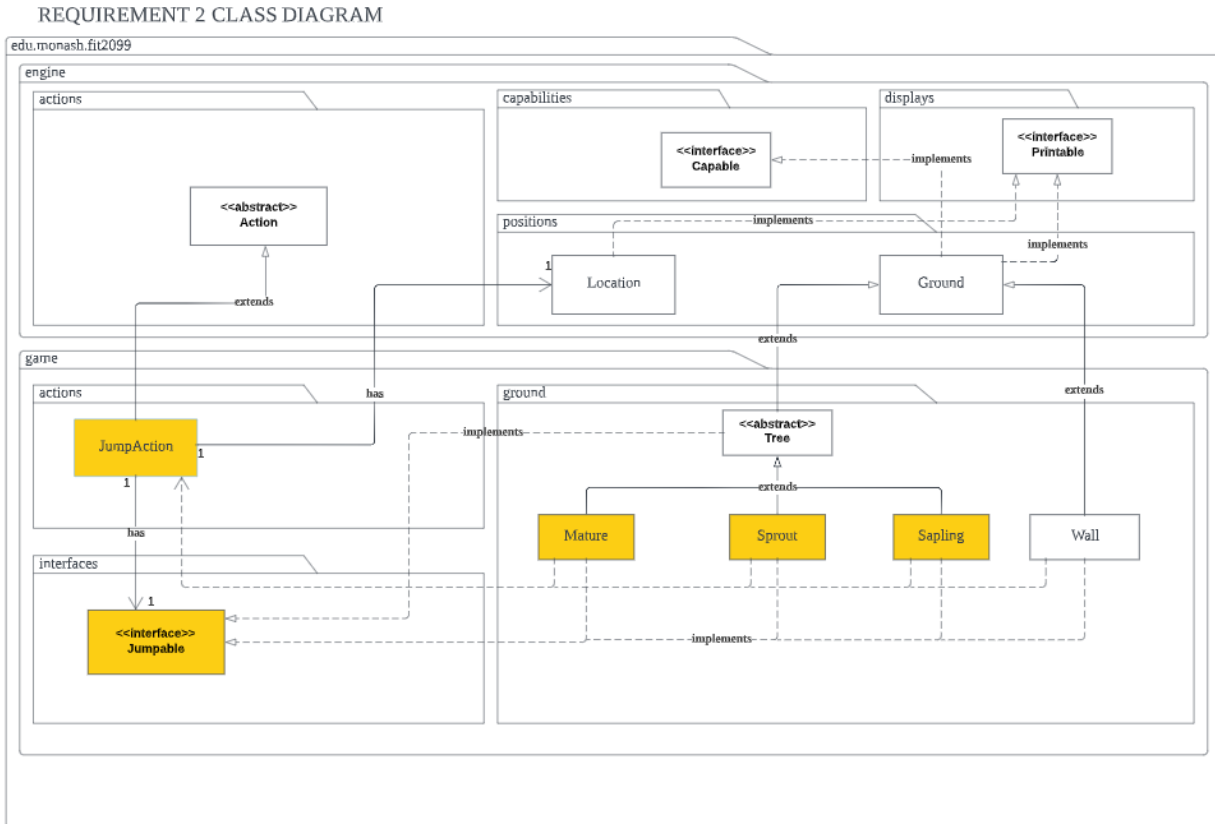 REQUIREMENT 2 CLASS DIAGRAM
edu.monash.fit2099
engine
actions
capabilities
displays
<<interface>>
Capable
<<interface>>
Printable
implements
<<abstract>>
Action
positions
implements
implements
1
Location
Ground
extends
extends
game
actions
has
ground
extends
JumpAction
1
1
implements
<<abstract>>
Tree
extends
has
Mature
Sprout
Sapling
Wall
interfaces
1
<<interface>>
Jumpable
implements